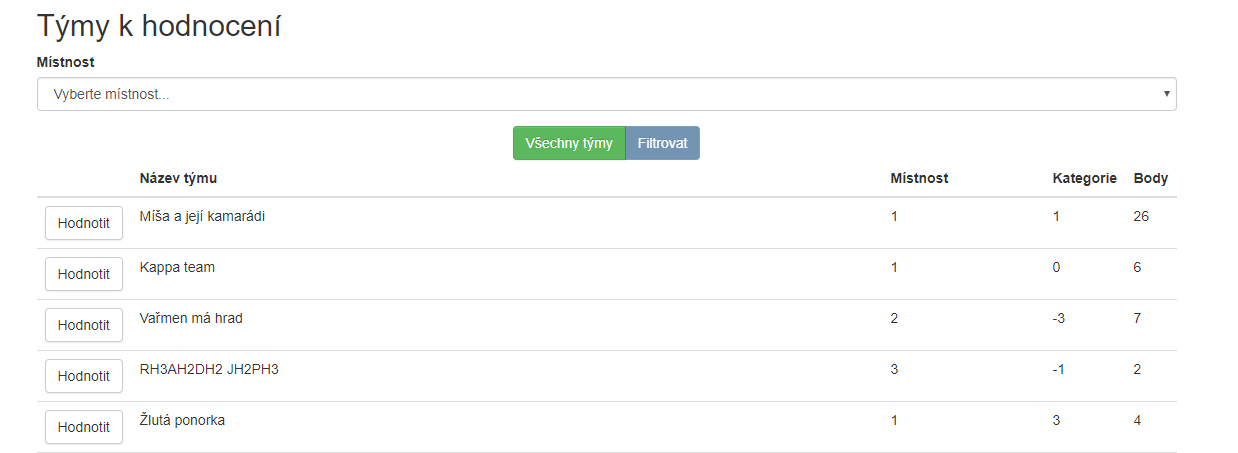 Týmy k hodnocení
Místnost
Vyberte místnost...
Všechny týmy Filtrovat
Název týmu Místnost Kategorie Body
Hodnotit Míša a její kamarádi 1 1 26
Hodnotit Kappa team 1 0 6
Hodnotit Vařmen má hrad 2 -3 7
Hodnotit RH3AH2DH2 JH2PH3 3 -1 2
Hodnotit Žlutá ponorka 1 3 4